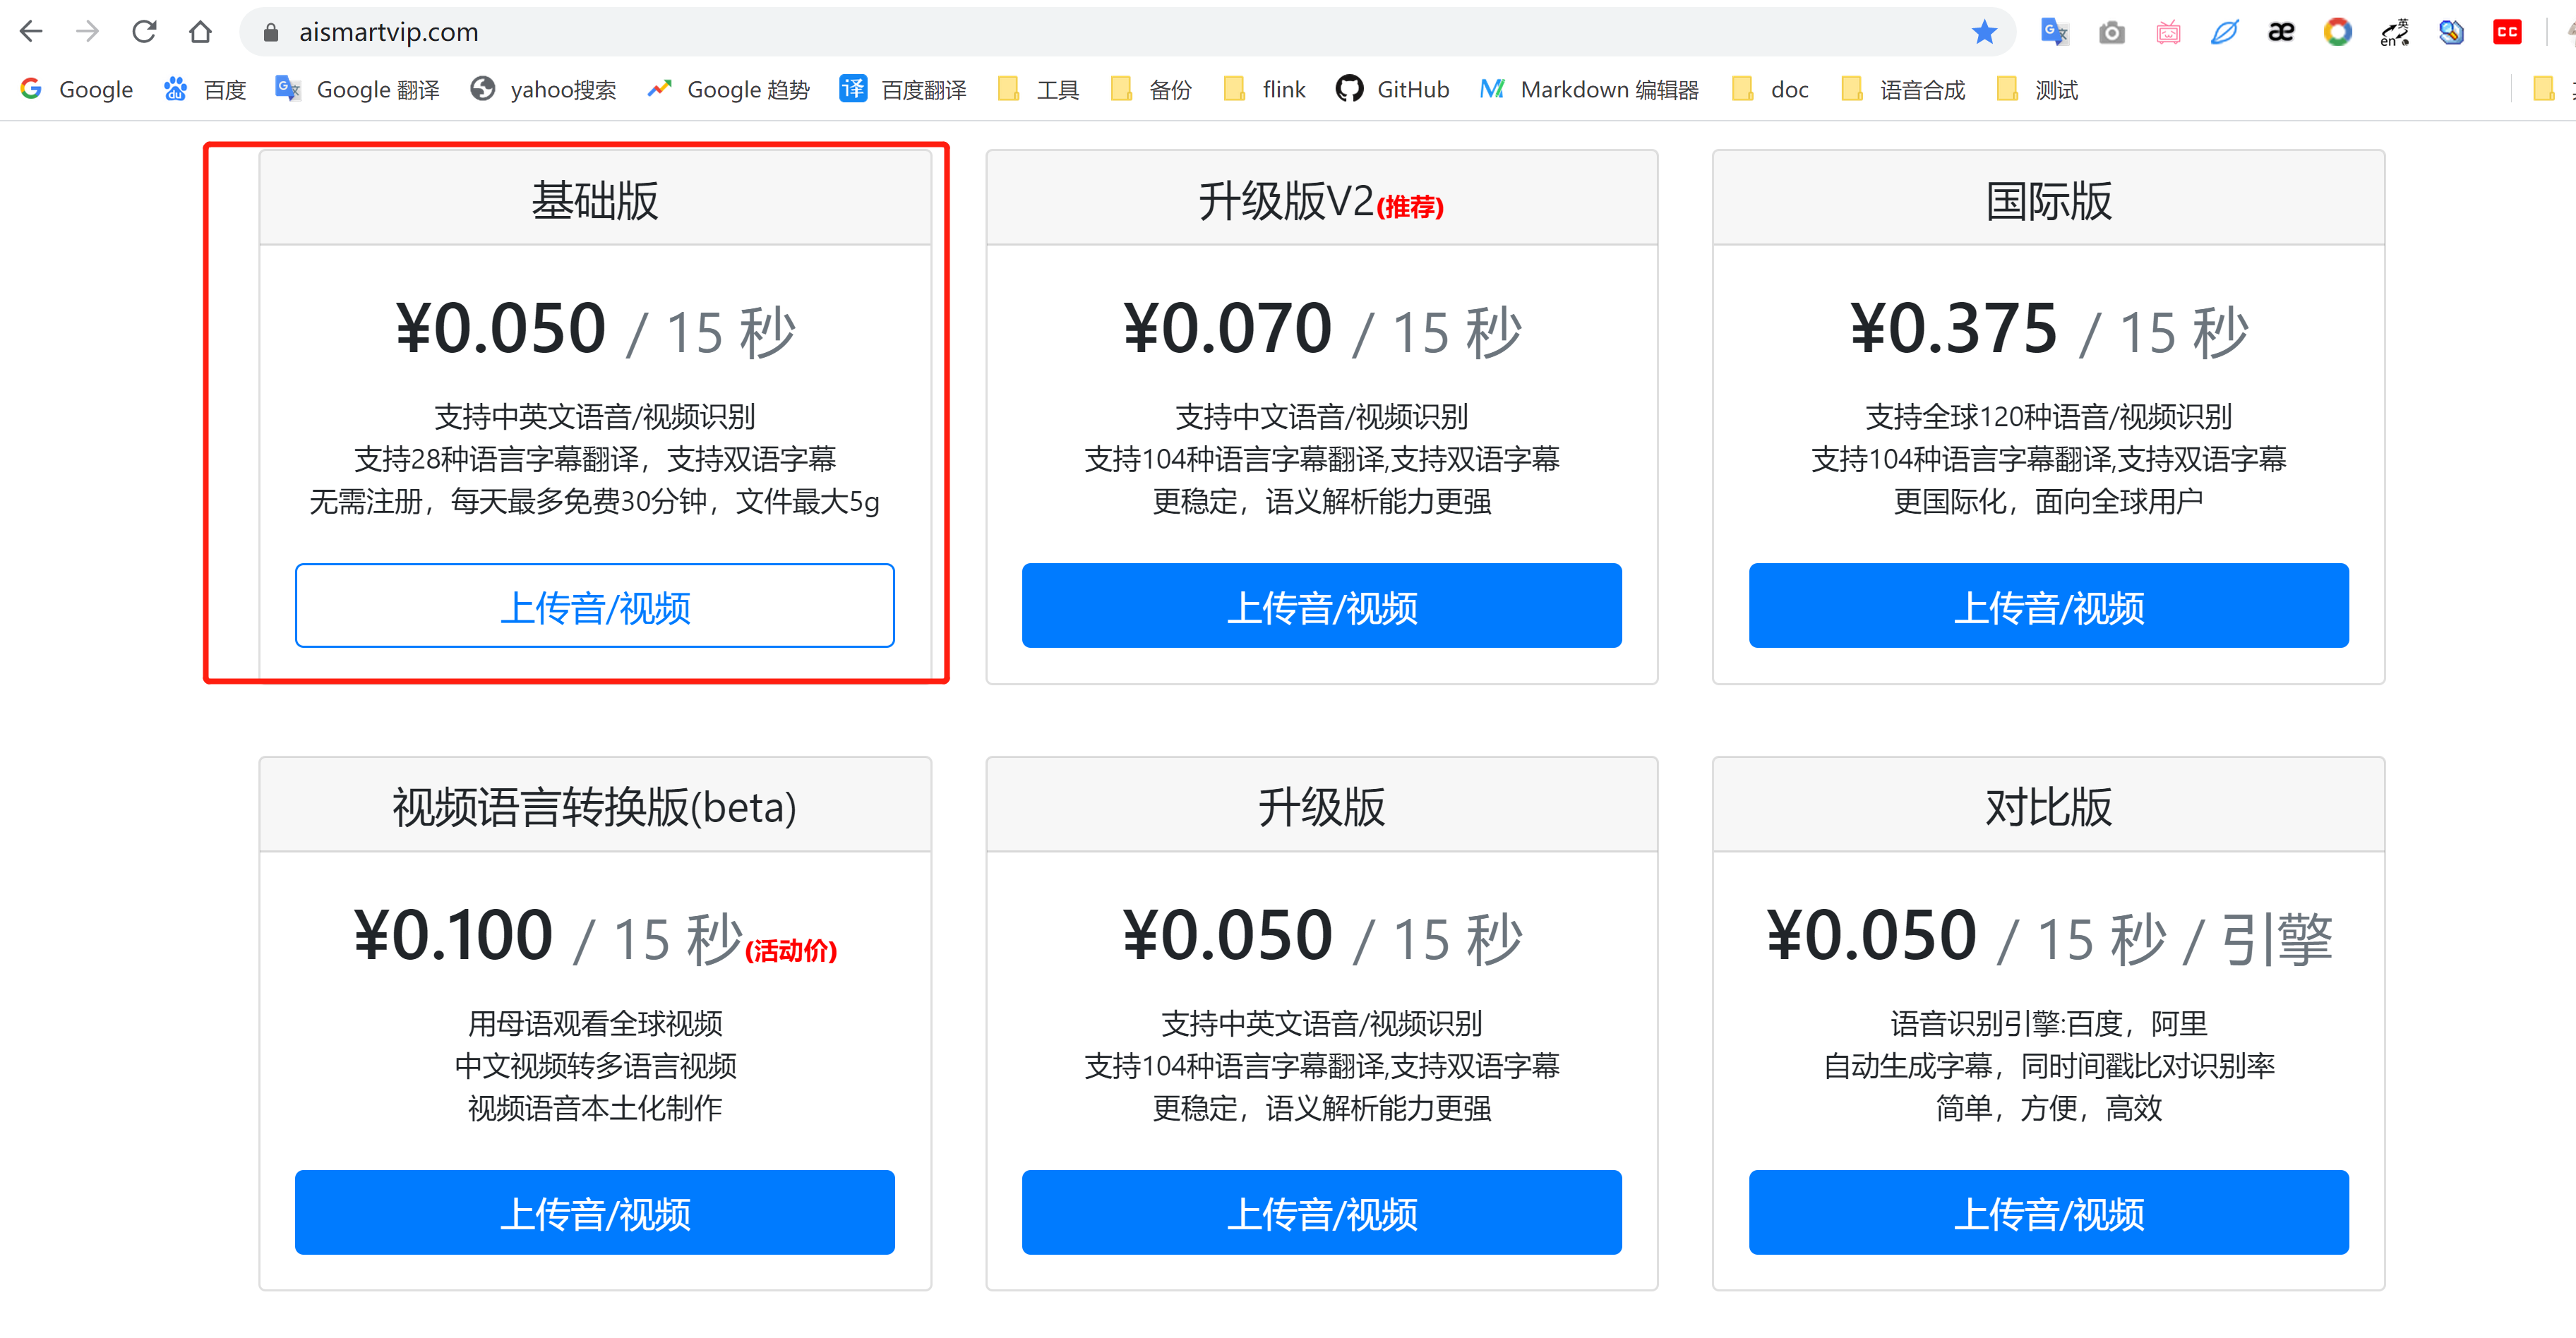 aismartvip.com
Google 百度 Google 翻译 yahoo搜索 Google 趋势 百度翻译 工具 备份 flink GitHub Markdown 编辑器 doc 语音合成 测试
基础版
¥0.050 / 15 秒
支持中英文语音/视频识别
支持28种语言字幕翻译，支持双语字幕
无需注册，每天最多免费30分钟，文件最大5g
上传音/视频
升级版V2(推荐)
¥0.070 / 15 秒
支持中文语音/视频识别
支持104种语言字幕翻译,支持双语字幕
更稳定，语义解析能力更强
上传音/视频
国际版
¥0.375 / 15 秒
支持全球120种语音/视频识别
支持104种语言字幕翻译,支持双语字幕
更国际化，面向全球用户
上传音/视频
视频语言转换版(beta)
¥0.100 / 15 秒(活动价)
用母语观看全球视频
中文视频转多语言视频
视频语音本土化制作
上传音/视频
升级版
¥0.050 / 15 秒
支持中英文语音/视频识别
支持104种语言字幕翻译,支持双语字幕
更稳定，语义解析能力更强
上传音/视频
对比版
¥0.050 / 15 秒 / 引擎
语音识别引擎:百度，阿里
自动生成字幕，同时间戳比对识别率
简单，方便，高效
上传音/视频